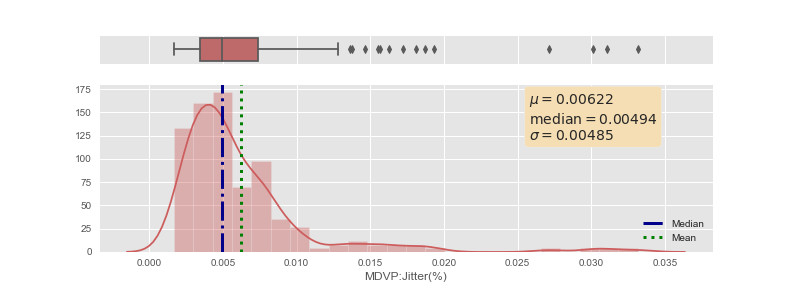 175
150
125
100
75
50
25
0
μ = 0.00622
median = 0.00494
σ = 0.00485
Median
Mean
0.000 0.005 0.010 0.015 0.020 0.025 0.030 0.035
MDVP:Jitter(%)